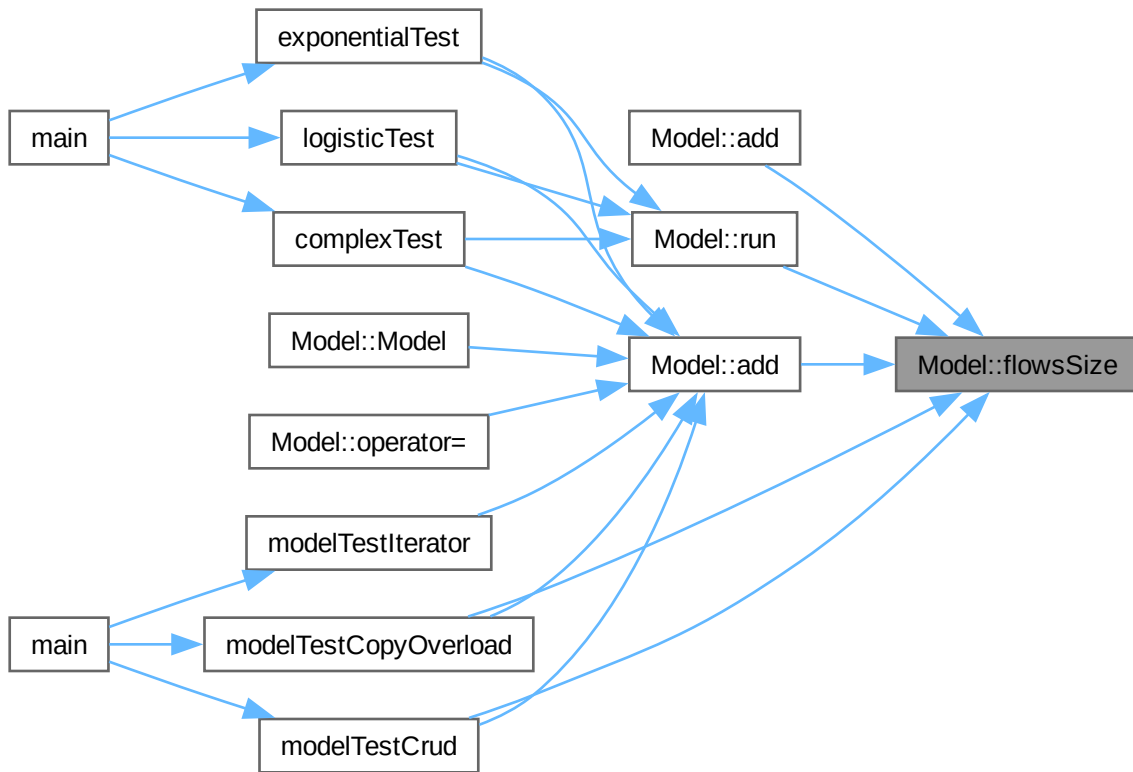 exponentialTest
main
logisticTest
Model::add
complexTest
Model::run
Model::Model
Model::add
Model::flowsSize
Model::operator=
modelTestIterator
main
modelTestCopyOverload
modelTestCrud